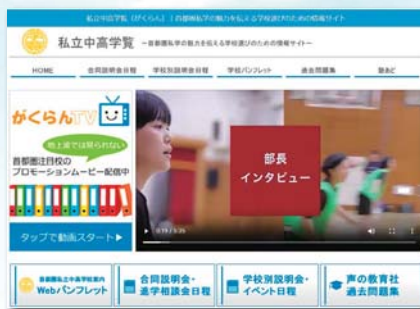 私立中高学覧（がくらん）｜首都圏私学の魅力を伝える学校選びのための情報サイト
私立中高学覧 ～首都圏私学の魅力を伝える学校選びのための情報サイト～
HOME 合同説明会日程 学校別説明会日程 学校パンフレット 過去問題集 塾など
がくらんTV
地上波では見られない
首都圏注目校の
プロモーションムービー配信中
タップで動画スタート▶
部長
インタビュー
0:19 / 5:25
首都圏私立中高学校案内
Webパンフレット
合同説明会・
進学相談会日程
学校別説明会・
イベント日程
声の教育社
過去問題集